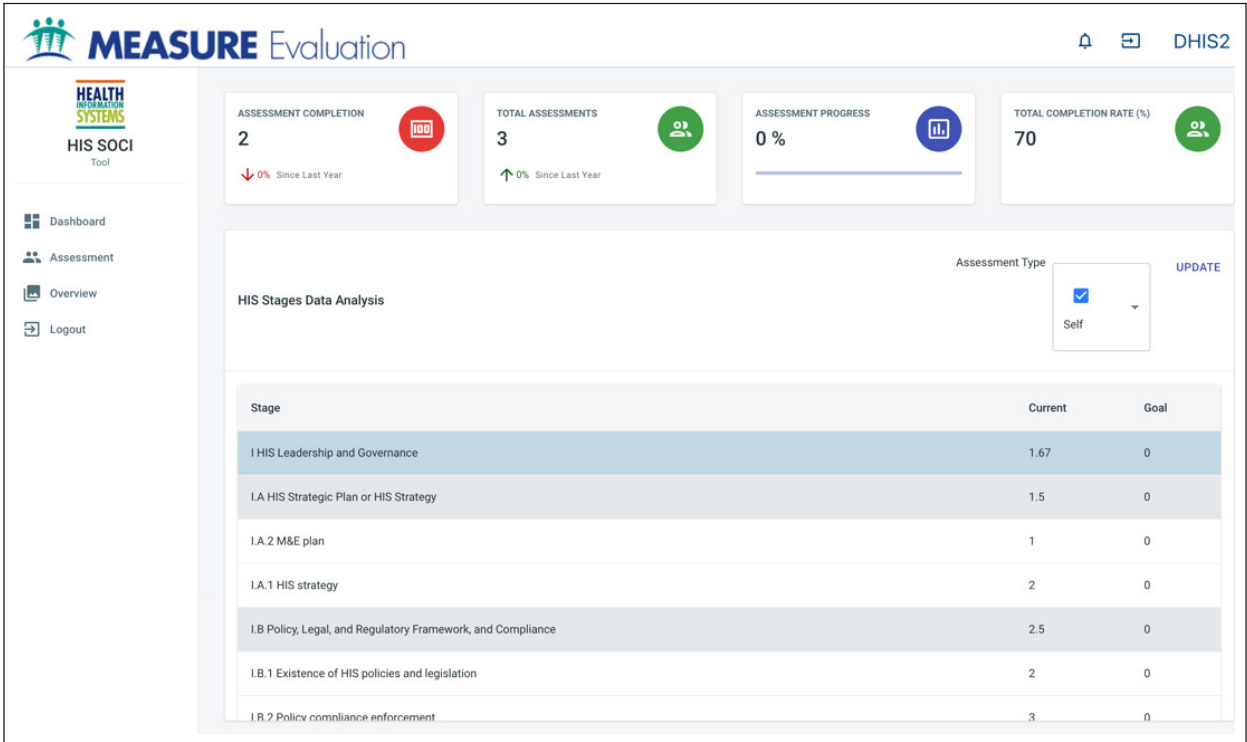 MEASURE Evaluation
DHIS2
HEALTH
INFORMATION
SYSTEMS
HIS SOCI
Tool
Dashboard
Assessment
Overview
Logout
ASSESSMENT COMPLETION
2
0% Since Last Year
TOTAL ASSESSMENTS
3
0% Since Last Year
ASSESSMENT PROGRESS
0 %
TOTAL COMPLETION RATE (%)
70
HIS Stages Data Analysis
Assessment Type
Self
UPDATE
Stage Current Goal
I HIS Leadership and Governance 1.67 0
I.A HIS Strategic Plan or HIS Strategy 1.5 0
I.A.2 M&E plan 1 0
I.A.1 HIS strategy 2 0
I.B Policy, Legal, and Regulatory Framework, and Compliance 2.5 0
I.B.1 Existence of HIS policies and legislation 2 0
I.B.2 Policy compliance enforcement 3 0